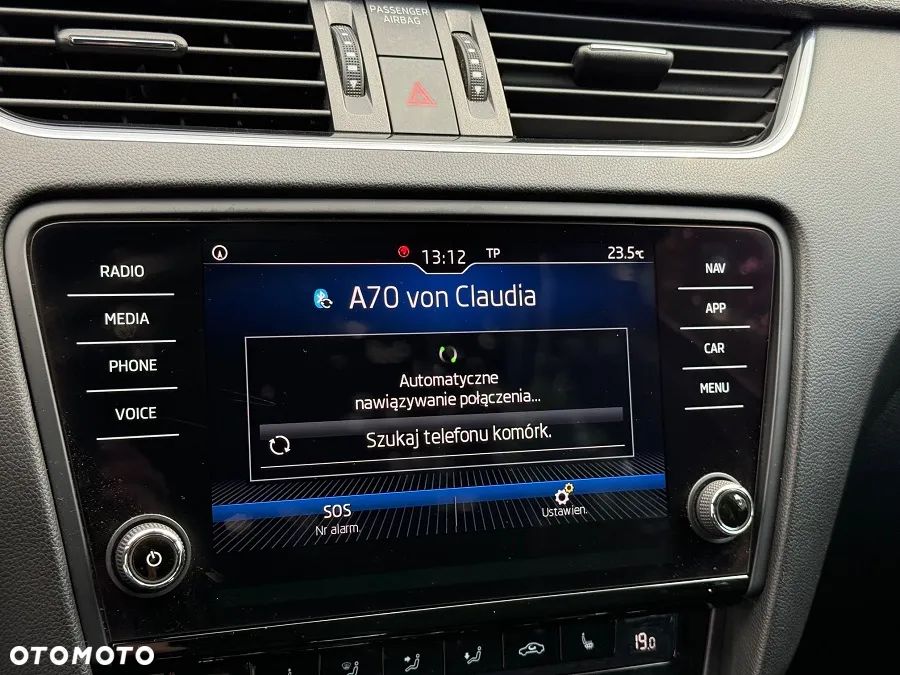 PASSENGER
AIRBAG
RADIO
MEDIA
PHONE
VOICE
13:12
TP
23.5°C
A70 von Claudia
Automatyczne
nawiązywanie połączenia...
Szukaj telefonu komórk.
SOS
Nr alarm.
Ustawien.
NAV
APP
CAR
MENU
19.0
OTOMOTO